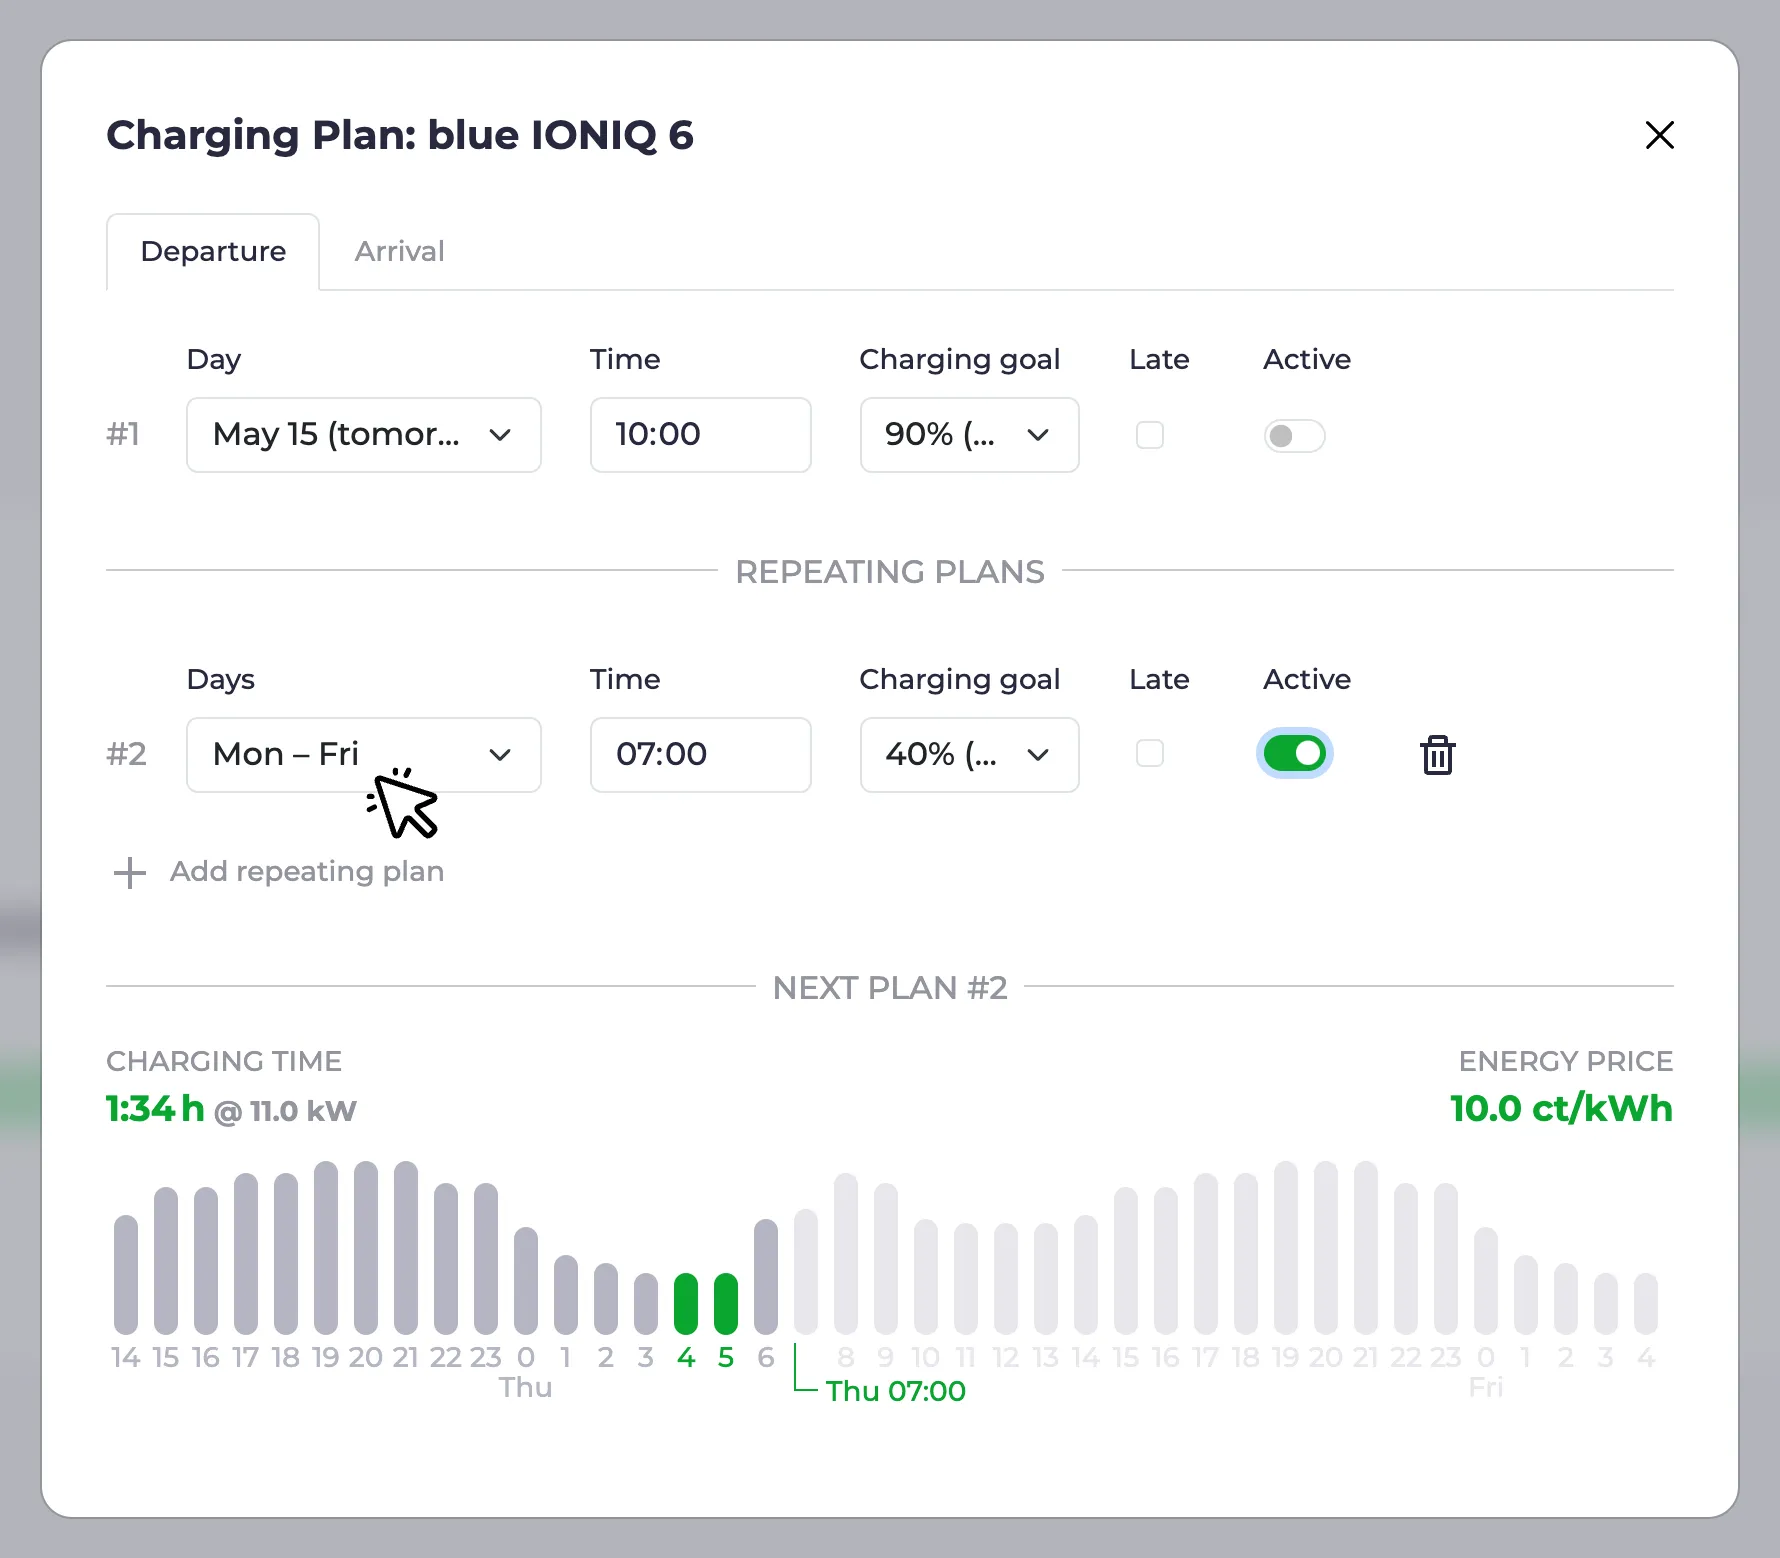 Charging Plan: blue IONIQ 6
Departure Arrival
Day Time Charging goal Late Active
#1 May 15 (tomor... 10:00 90% (...
REPEATING PLANS
Days Time Charging goal Late Active
#2 Mon – Fri 07:00 40% (...
Add repeating plan
NEXT PLAN #2
CHARGING TIME ENERGY PRICE
1:34 h @ 11.0 kW 10.0 ct/kWh
14 15 16 17 18 19 20 21 22 23 0 1 2 3 4 5 6 8 9 10 11 12 13 14 15 16 17 18 19 20 21 22 23 0 1 2 3 4
Thu Thu 07:00 Fri